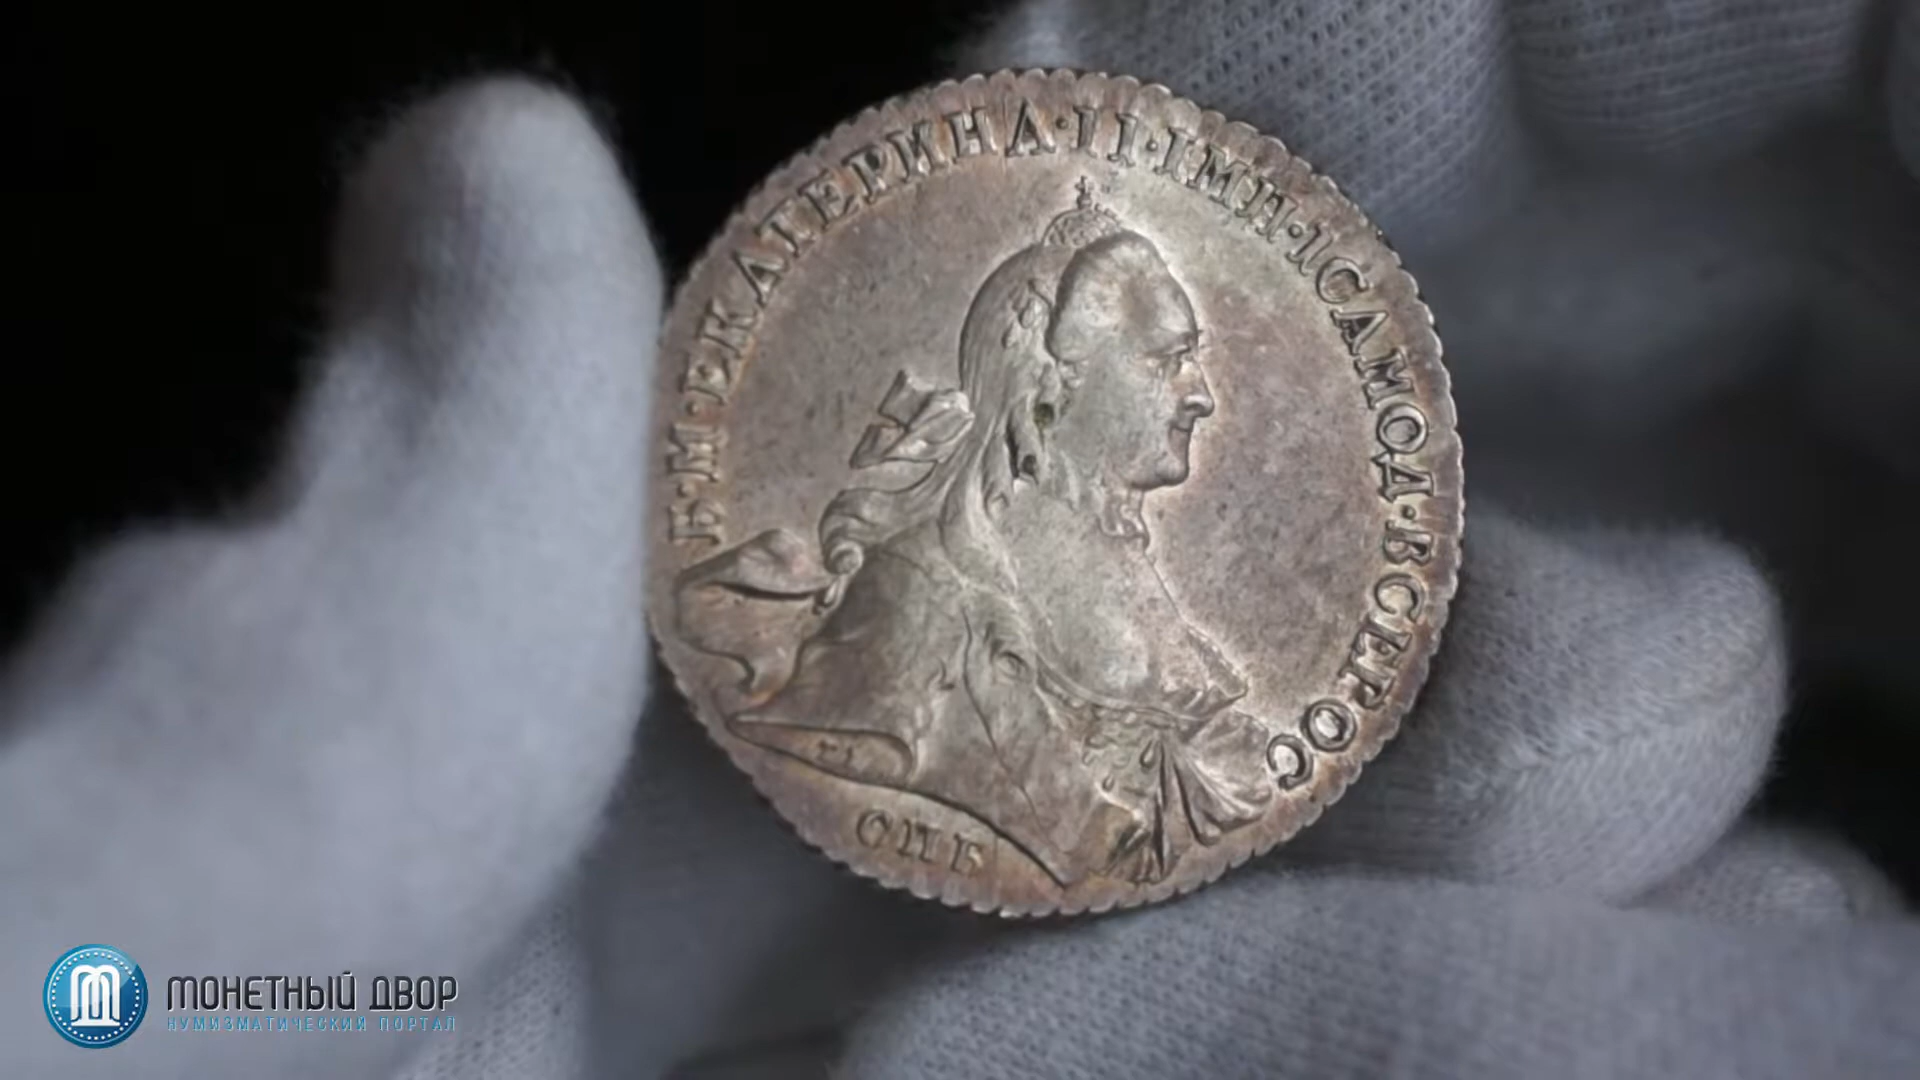 Б·М·ЕКАТЕРИНА·II·IМП·IСАМОД·ВСЕРОС
СПБ
МОНЕТНЫЙ ДВОР
НУМИЗМАТИЧЕСКИЙ ПОРТАЛ